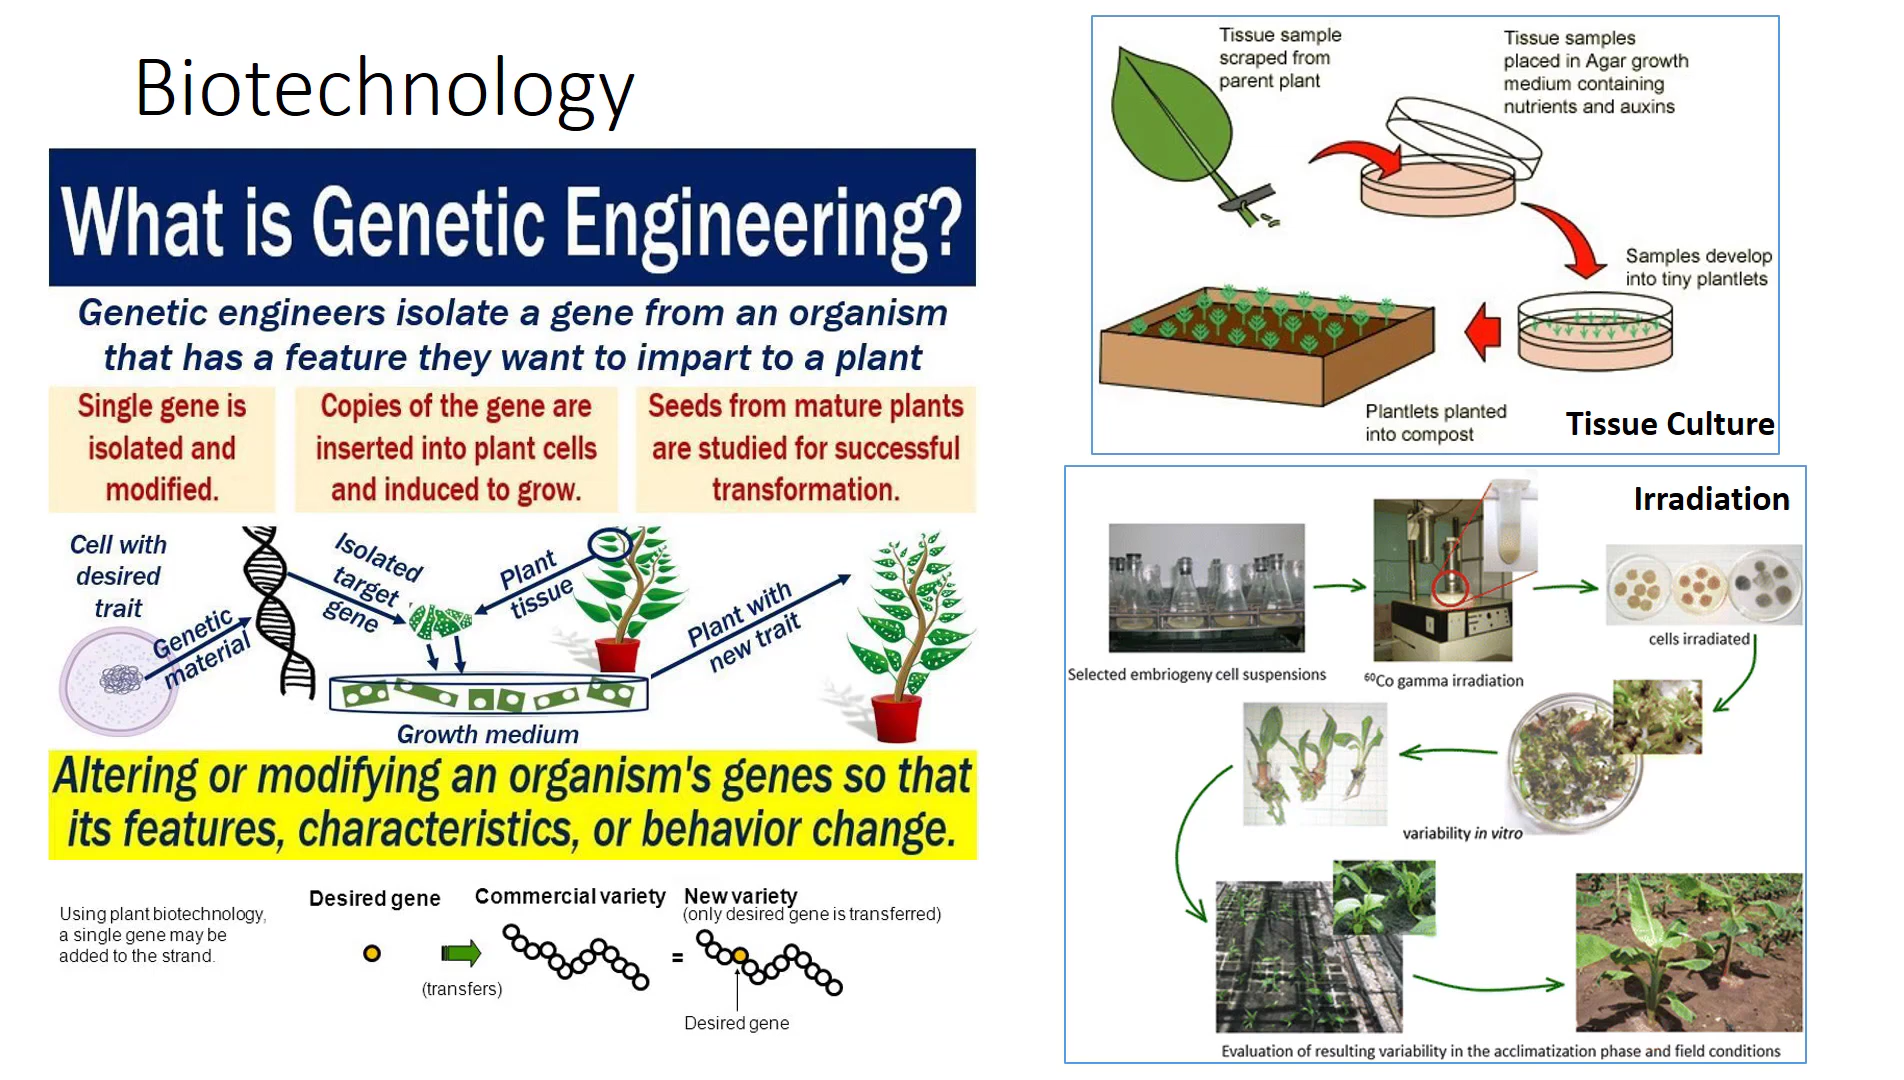 Biotechnology
What is Genetic Engineering?
Genetic engineers isolate a gene from an organism
that has a feature they want to impart to a plant
Single gene is
isolated and
modified.
Copies of the gene are
inserted into plant cells
and induced to grow.
Seeds from mature plants
are studied for successful
transformation.
Cell with
desired
trait
Genetic
material
Isolated
target
gene
Plant
tissue
Plant with
new trait
Growth medium
Altering or modifying an organism's genes so that
its features, characteristics, or behavior change.
Using plant biotechnology,
a single gene may be
added to the strand.
Desired gene
(transfers)
Commercial variety
=
New variety
(only desired gene is transferred)
Desired gene
Tissue sample
scraped from
parent plant
Tissue samples
placed in Agar growth
medium containing
nutrients and auxins
Samples develop
into tiny plantlets
Plantlets planted
into compost
Tissue Culture
Irradiation
Selected embriogeny cell suspensions
⁶⁰Co gamma irradiation
cells irradiated
variability in vitro
Evaluation of resulting variability in the acclimatization phase and field conditions